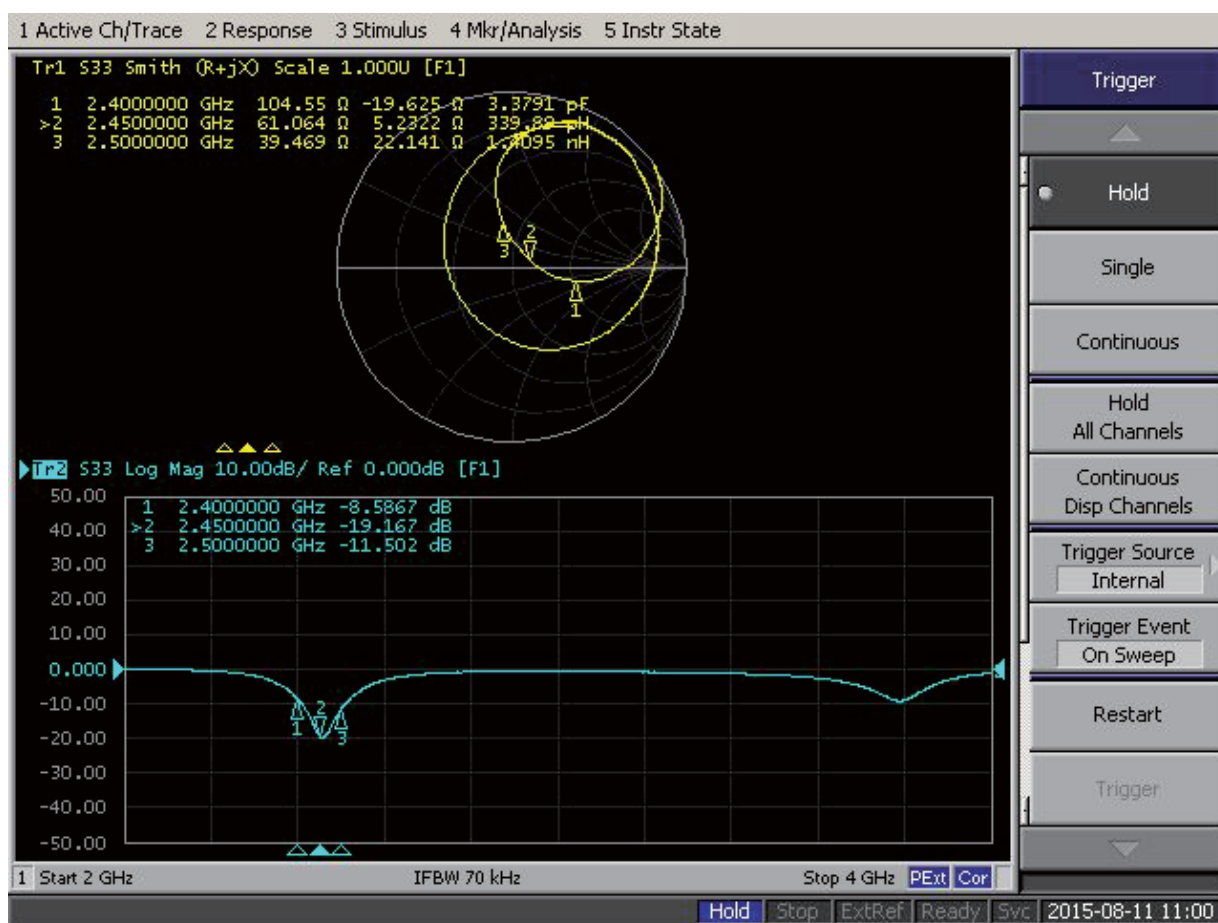 1 Active Ch/Trace 2 Response 3 Stimulus 4 Mkr/Analysis 5 Instr State
Tr1 S33 Smith (R+jX) Scale 1.000U [F1]
1 2.4000000 GHz 104.55 Ω -19.625 Ω 3.3791 pF
>2 2.4500000 GHz 61.064 Ω 5.2322 Ω 339.89 pH
3 2.5000000 GHz 39.469 Ω 22.141 Ω 1.4095 nH
2
3
1
Tr2 S33 Log Mag 10.00dB/ Ref 0.000dB [F1]
50.00
40.00
30.00
20.00
10.00
0.000
-10.00
-20.00
-30.00
-40.00
-50.00
1 2.4000000 GHz -8.5867 dB
>2 2.4500000 GHz -19.167 dB
3 2.5000000 GHz -11.502 dB
2
1
3
1 Start 2 GHz IFBW 70 kHz Stop 4 GHz PExt Cor
Trigger
Hold
Single
Continuous
Hold
All Channels
Continuous
Disp Channels
Trigger Source
Internal
Trigger Event
On Sweep
Restart
Trigger
Hold Stop ExtRef Ready Svc 2015-08-11 11:00